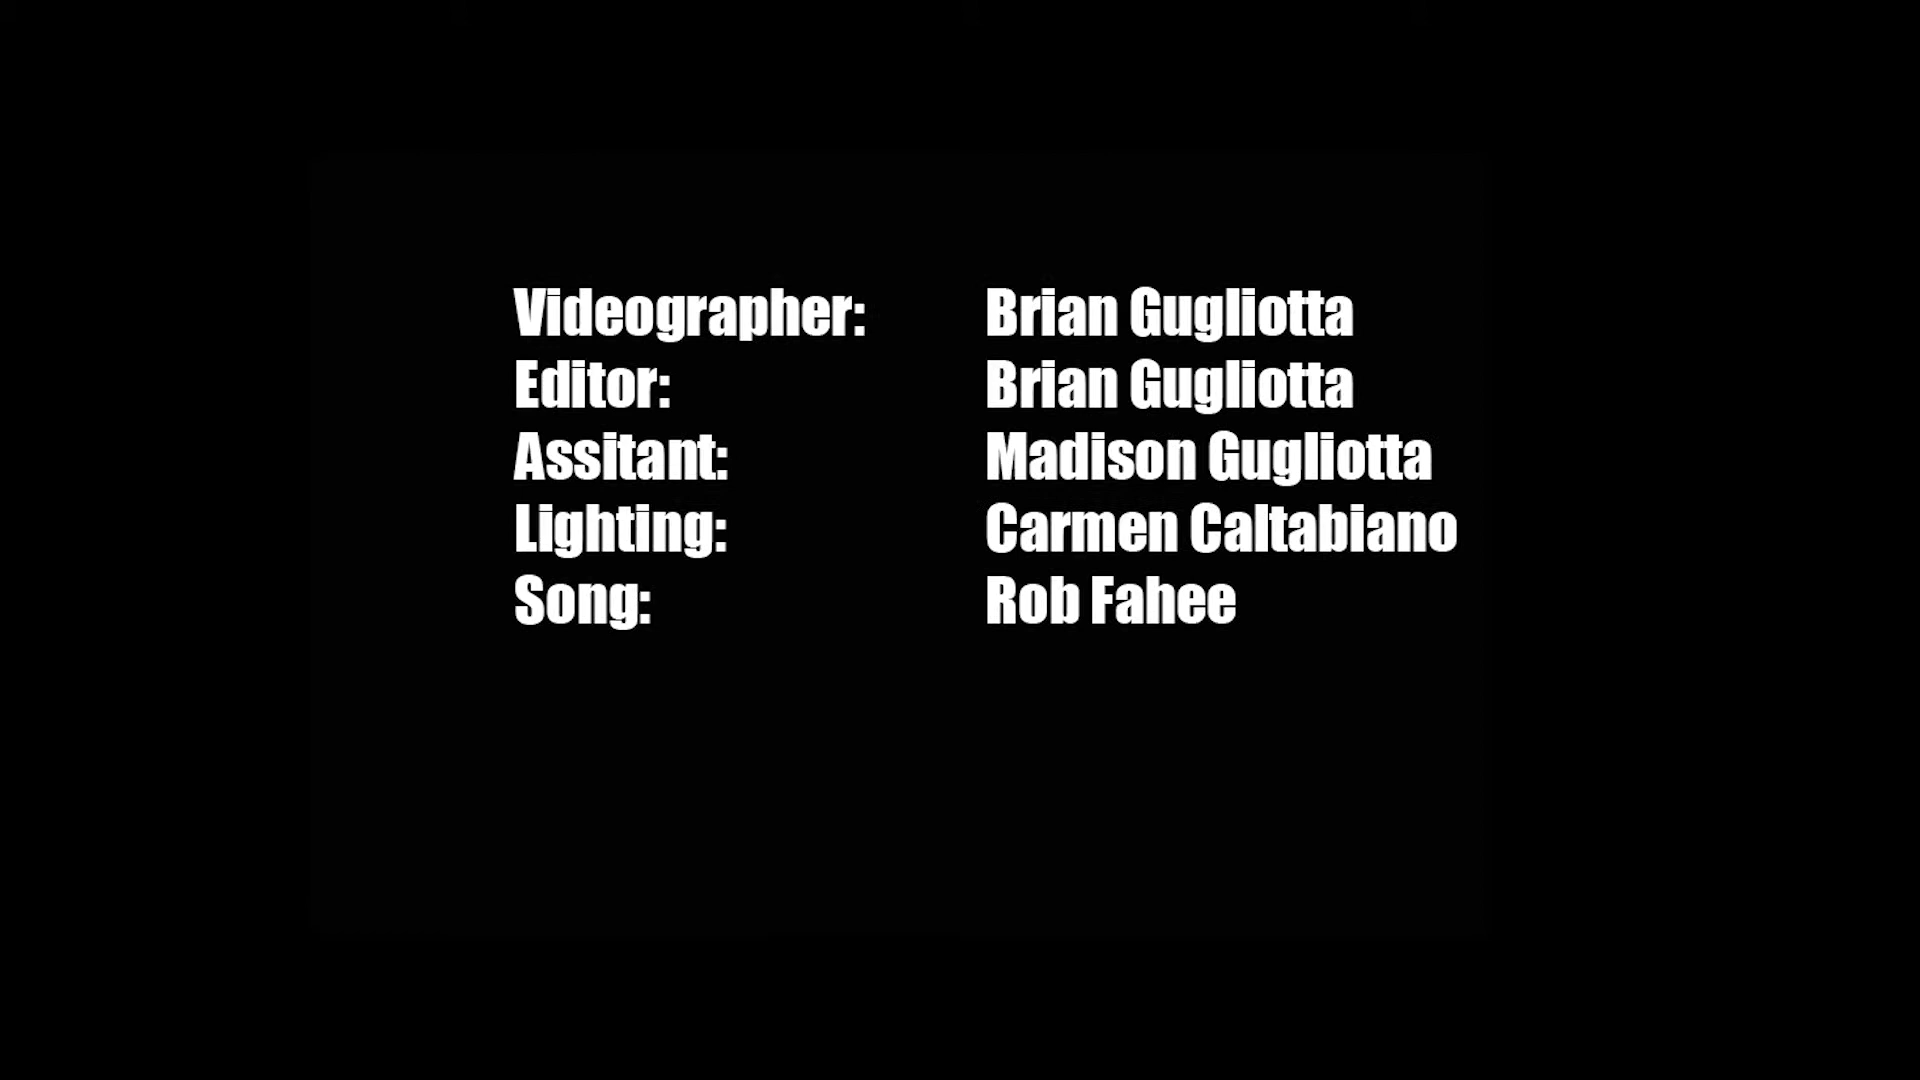 Videographer: Brian Gugliotta
Editor: Brian Gugliotta
Assitant: Madison Gugliotta
Lighting: Carmen Caltabiano
Song: Rob Fahee